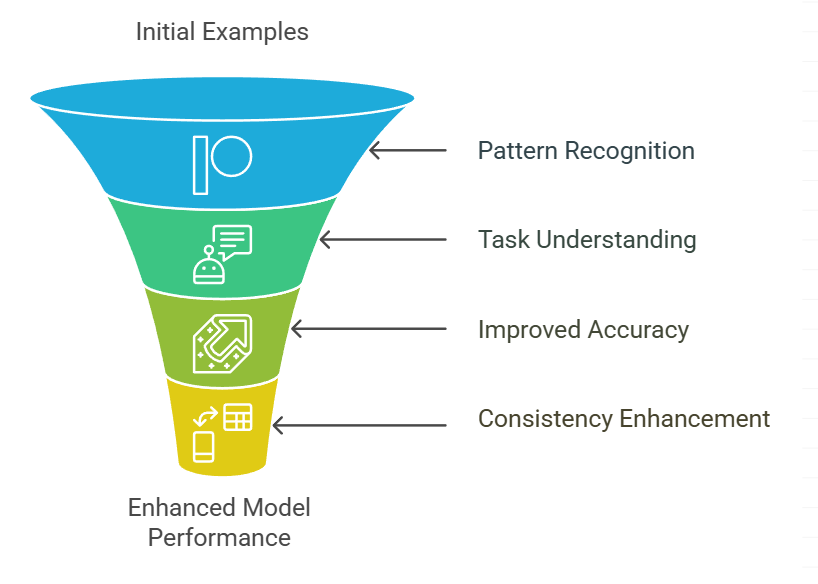 Initial Examples
Pattern Recognition
Task Understanding
Improved Accuracy
Consistency Enhancement
Enhanced Model
Performance